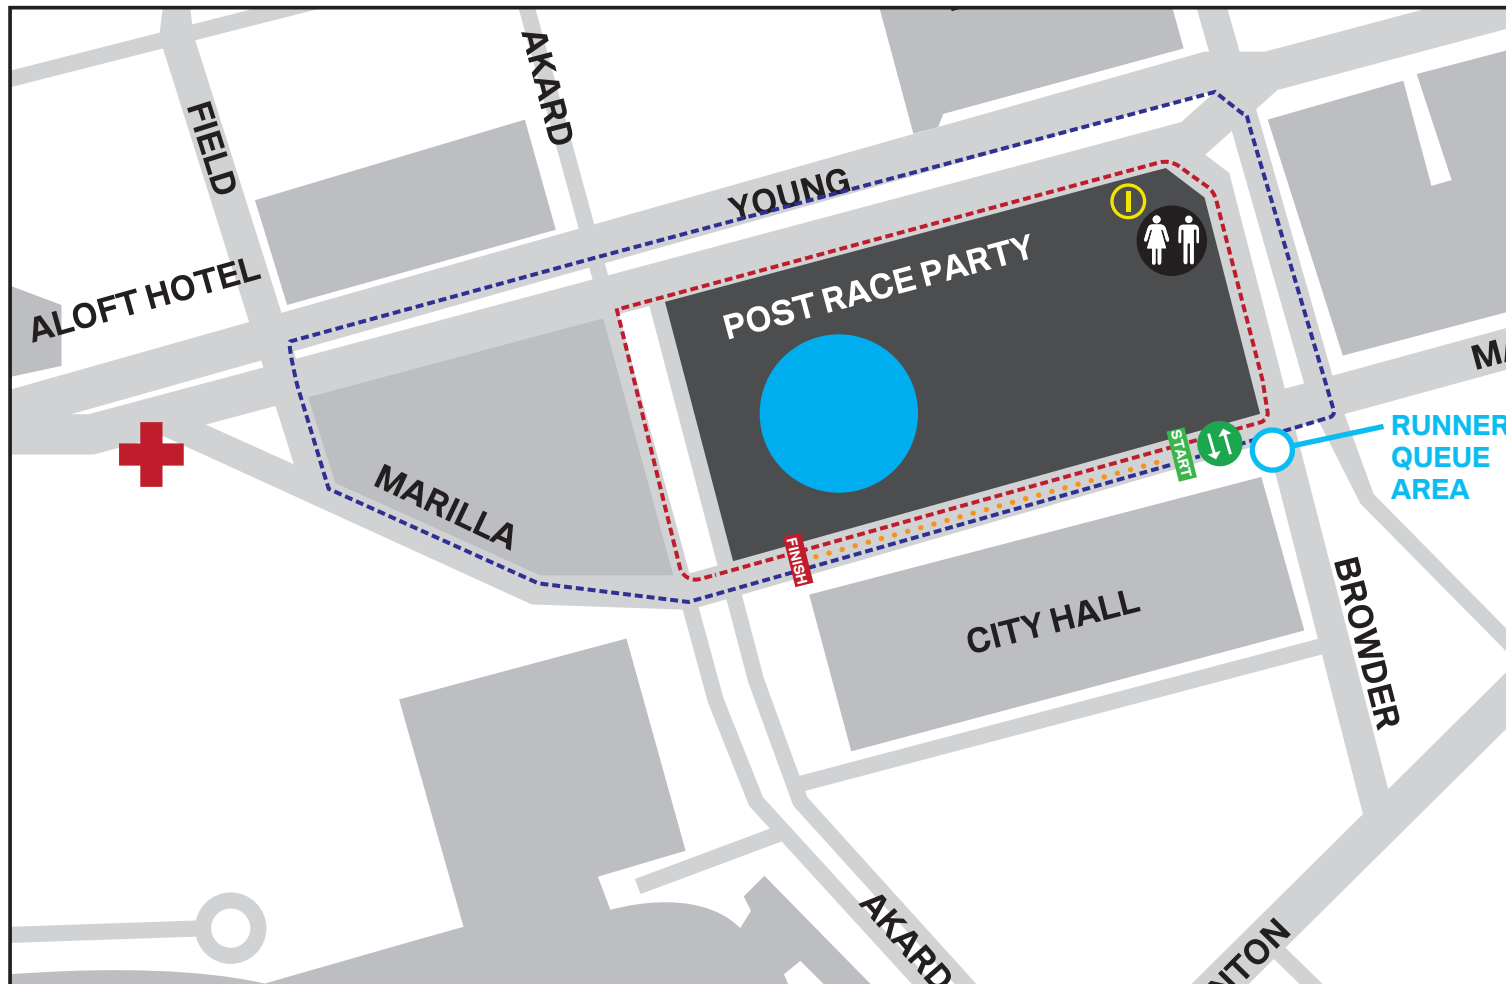 AKARD
FIELD
YOUNG
ALOFT HOTEL
POST RACE PARTY
START
RUNNER
QUEUE
AREA
MARILLA
FINISH
CITY HALL
BROWDER
AKARD